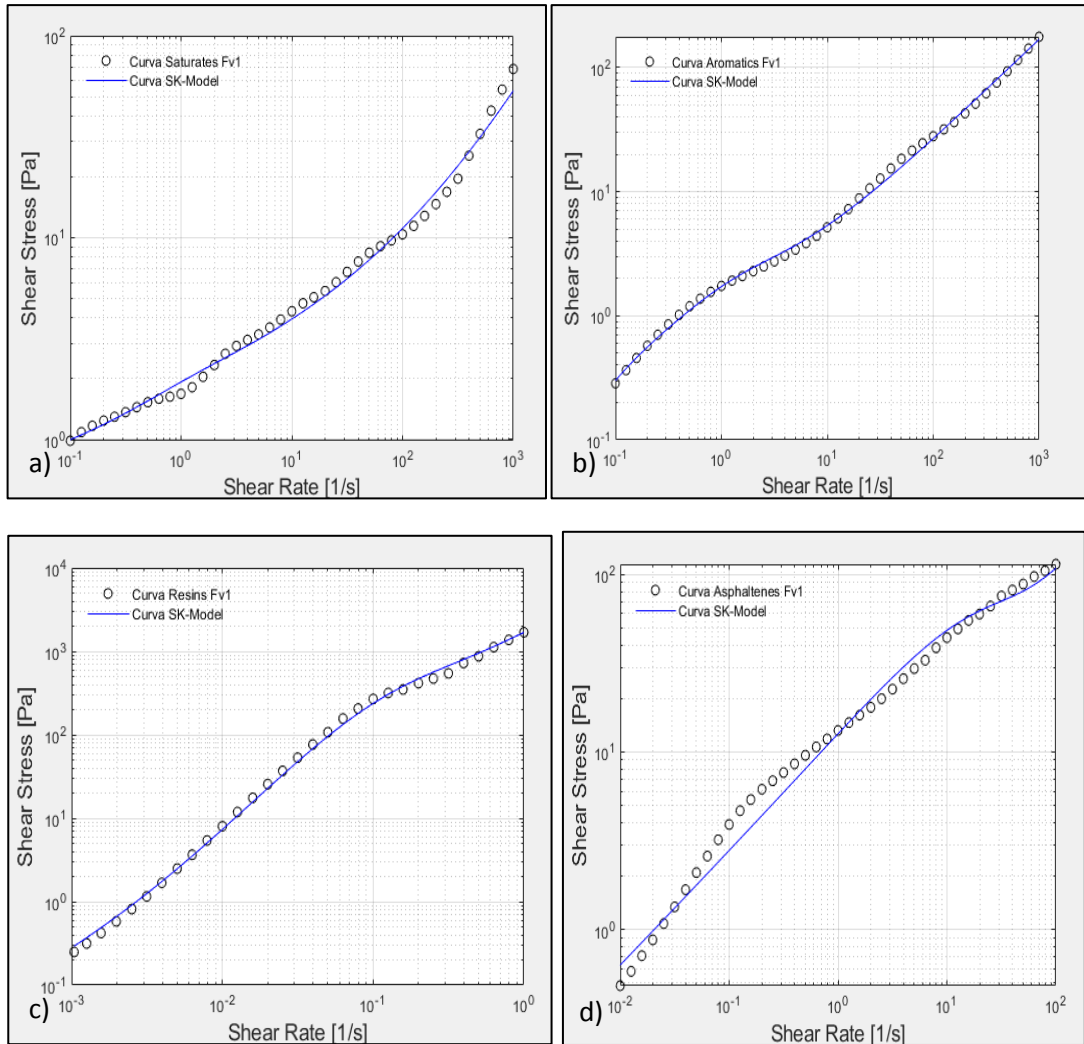 10^2
Curva Saturates Fv1
Curva SK-Model
Shear Stress [Pa]
10^1
10^0
10^-1 10^0 10^1 10^2 10^3
a)
Shear Rate [1/s]
10^2
Curva Aromatics Fv1
Curva SK-Model
Shear Stress [Pa]
10^1
10^0
10^-1
10^-1 10^0 10^1 10^2 10^3
b)
Shear Rate [1/s]
10^4
Curva Resins Fv1
Curva SK-Model
10^3
Shear Stress [Pa]
10^2
10^1
10^0
10^-1
10^-3 10^-2 10^-1 10^0
c)
Shear Rate [1/s]
10^2
Curva Asphaltenes Fv1
Curva SK-Model
Shear Stress [Pa]
10^1
10^0
10^-2 10^-1 10^0 10^1 10^2
d)
Shear Rate [1/s]